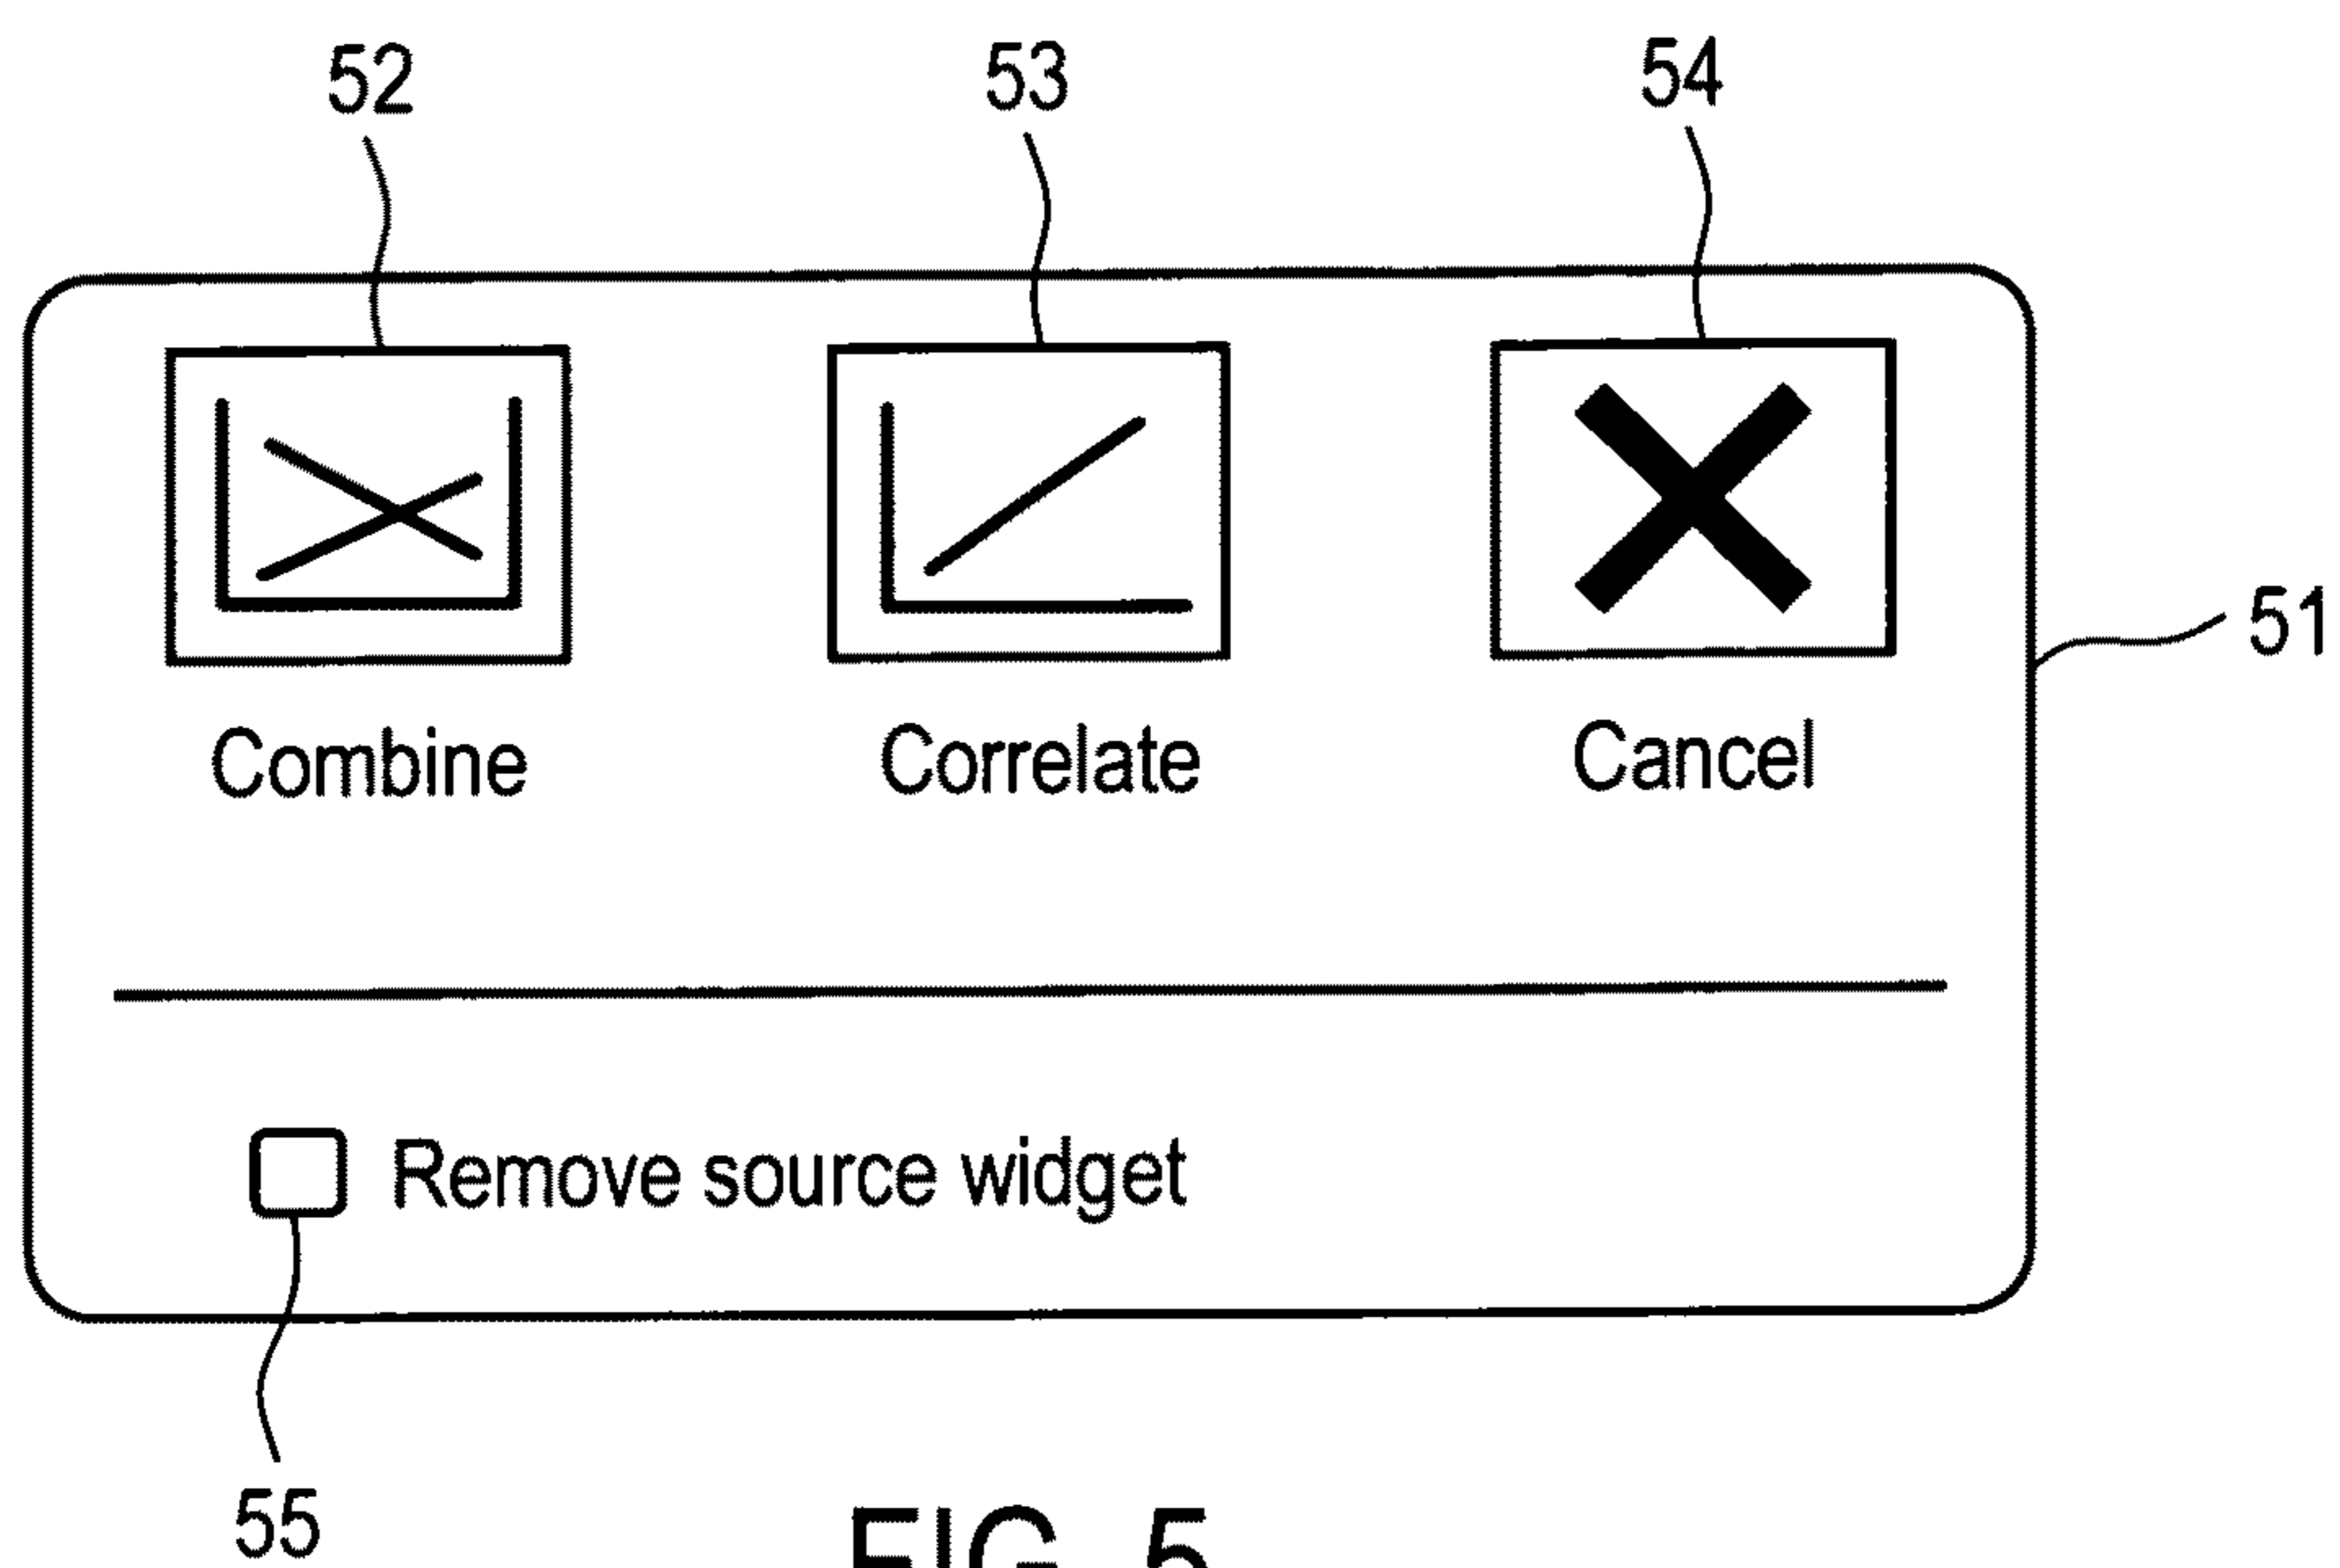 52 53 54
51
Combine Correlate Cancel
Remove source widget
55
FIG. 5